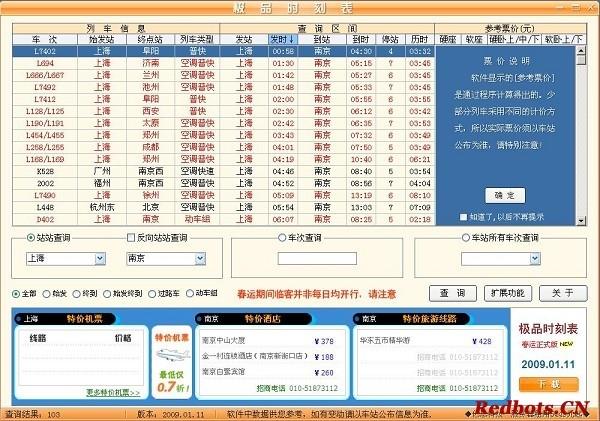 极品时刻表
列车信息 查询区间 参考票价(元)
车次 始发站 终点站 列车类型 发站 发时↓ 到站 到时 停站 历时 硬座 软座 硬卧上/中/下 软卧上/下
L7402 上海 阜阳 普快 上海 00:58 南京 04:30 4 03:32
L694 上海 济南 空调普快 上海 01:30 南京 05:15 7 03:45
L666/L667 上海 兰州 空调普快 上海 01:42 南京 05:27 6 03:45
L7492 上海 池州 空调普快 上海 01:48 南京 05:33 7 03:45
L7412 上海 阜阳 普快 上海 02:00 南京 05:55 6 03:55
L128/L125 上海 西安 普快 上海 02:30 南京 06:12 6 03:42
L190/L191 上海 太原 空调普快 上海 02:42 南京 06:35 7 03:53
L454/L455 上海 郑州 空调普快 上海 03:43 南京 07:32 6 03:49
L258/L255 上海 成都 空调普快 上海 04:01 南京 07:50 6 03:49
L168/L169 上海 郑州 空调普快 上海 04:19 南京 10:40 6 06:21
K528 广州 南京西 空调快速 上海 04:46 南京 08:40 5 03:54
2002 福州 南京西 空调普快 上海 04:52 南京 08:56 7 04:04
L7490 上海 徐州 空调普快 上海 05:09 南京 13:19 6 08:10
L448 杭州东 北京 空调普快 上海 05:54 南京 13:03 7 07:09
D402 上海 南京 动车组 上海 06:07 南京 08:25 5 02:18
票价说明
软件显示的[参考票价]
是通过程序计算得出的。少
部分列车采用不同的计价方
式，所以实际票价须以车站
公布为准，请特别注意！
确定
知道了,以后不再提示
站站查询 反向站站查询 车次查询 车站所有车次查询
上海 南京
全部 始发 终到 始发终到 过路车 动车组 春运期间临客并非每日均开行，请注意 查询 扩展功能 关于
上海 特价机票
线路 价格
更多特价机票>>
特价机票
最低仅
0.7折!
南京 特价酒店
南京中山大厦 ¥ 378
金一村连锁酒店（南京新街口店） ¥ 188
南京白鹭宾馆 ¥ 260
招商电话 010-51873112
南京 特价旅游线路
华东五市精华游 ¥ 428
招商电话 010-51873112
招商电话 010-51873112
招商电话 010-51873112
极品时刻表
春运正式版 NEW
2009.01.11
下载
Redbots.CN
查询结果: 103 版本: 2009.01.11 软件中数据供您参考，如有变动请以车站公布信息为准.